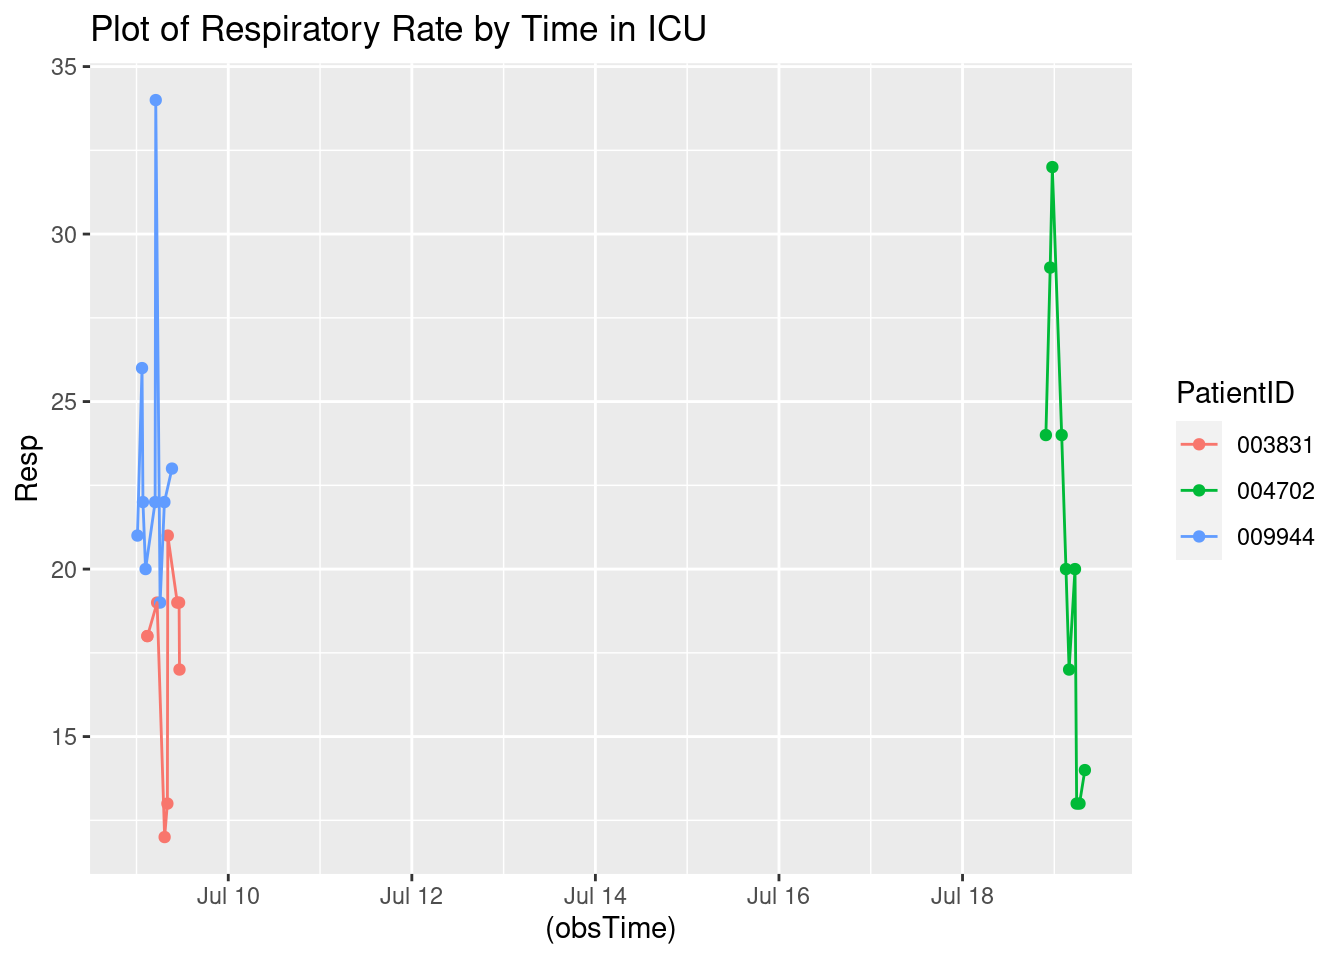 Plot of Respiratory Rate by Time in ICU
35
30
25
20
15
Resp
Jul 10
Jul 12
Jul 14
Jul 16
Jul 18
(obsTime)
PatientID
003831
004702
009944